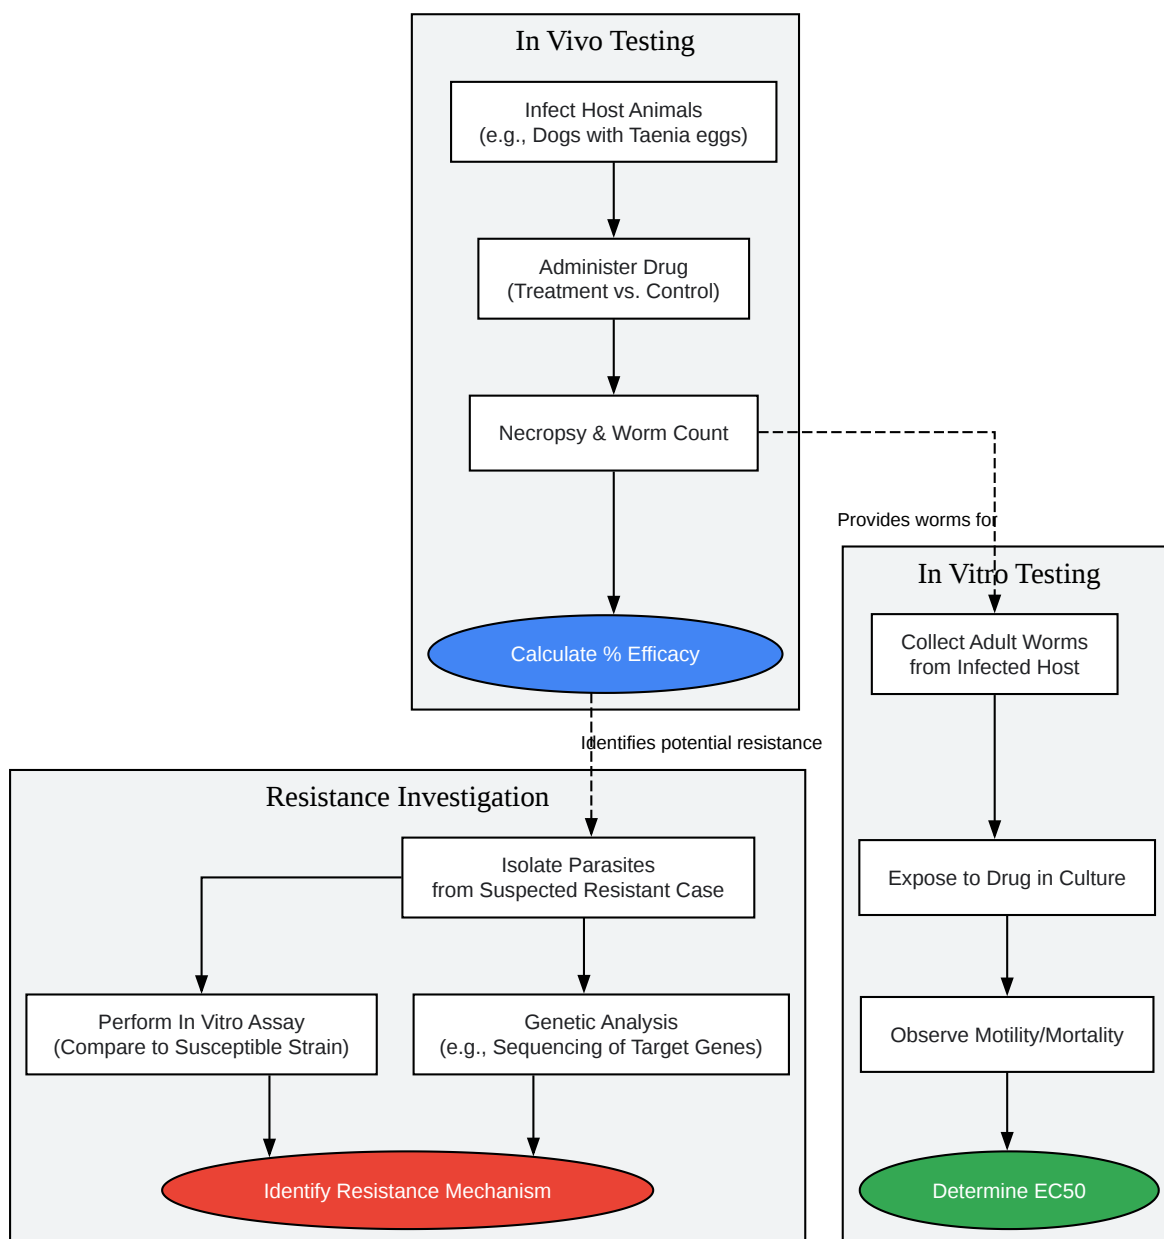 In Vivo Testing
Infect Host Animals
(e.g., Dogs with Taenia eggs)
Administer Drug
(Treatment vs. Control)
Necropsy & Worm Count
Provides worms for
Calculate % Efficacy
Identifies potential resistance
In Vitro Testing
Collect Adult Worms
from Infected Host
Expose to Drug in Culture
Observe Motility/Mortality
Determine EC50
Resistance Investigation
Isolate Parasites
from Suspected Resistant Case
Perform In Vitro Assay
(Compare to Susceptible Strain)
Genetic Analysis
(e.g., Sequencing of Target Genes)
Identify Resistance Mechanism